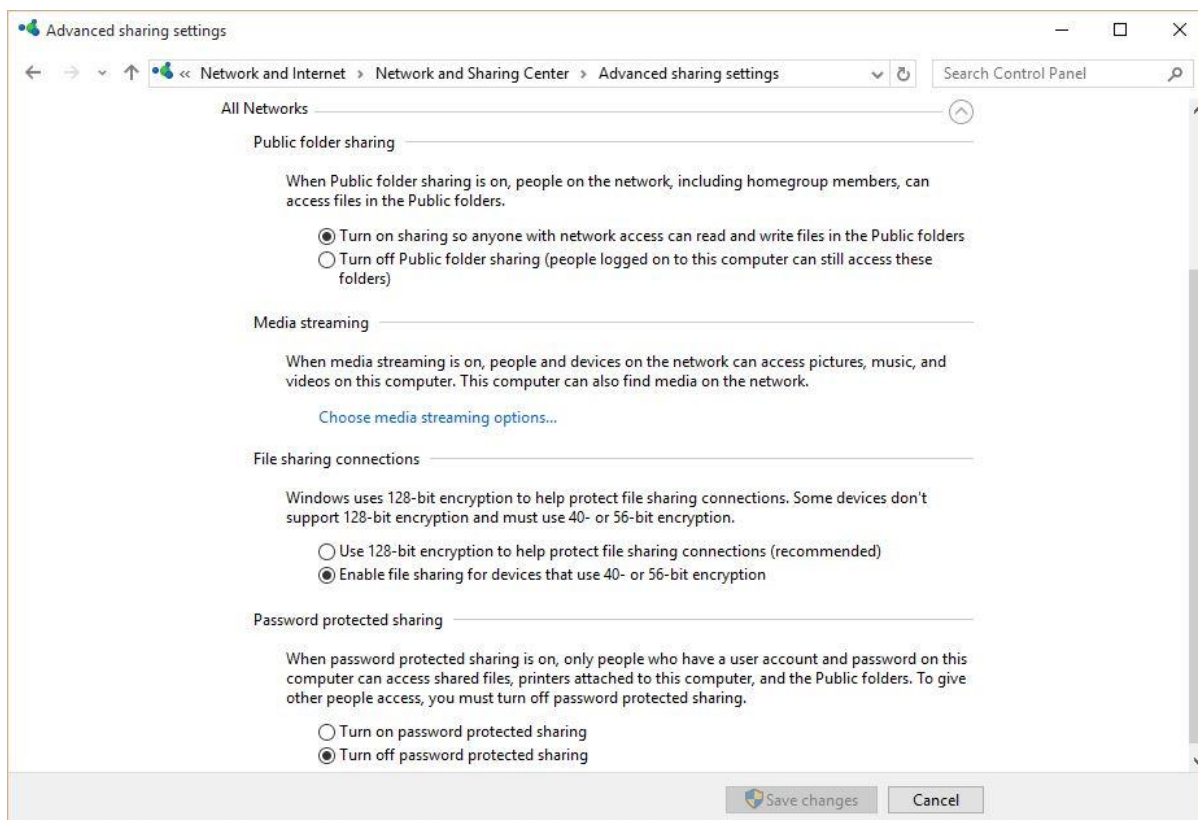 Advanced sharing settings
« Network and Internet > Network and Sharing Center > Advanced sharing settings
Search Control Panel
All Networks
Public folder sharing
When Public folder sharing is on, people on the network, including homegroup members, can
access files in the Public folders.
Turn on sharing so anyone with network access can read and write files in the Public folders
Turn off Public folder sharing (people logged on to this computer can still access these
folders)
Media streaming
When media streaming is on, people and devices on the network can access pictures, music, and
videos on this computer. This computer can also find media on the network.
Choose media streaming options...
File sharing connections
Windows uses 128-bit encryption to help protect file sharing connections. Some devices don't
support 128-bit encryption and must use 40- or 56-bit encryption.
Use 128-bit encryption to help protect file sharing connections (recommended)
Enable file sharing for devices that use 40- or 56-bit encryption
Password protected sharing
When password protected sharing is on, only people who have a user account and password on this
computer can access shared files, printers attached to this computer, and the Public folders. To give
other people access, you must turn off password protected sharing.
Turn on password protected sharing
Turn off password protected sharing
Save changes
Cancel